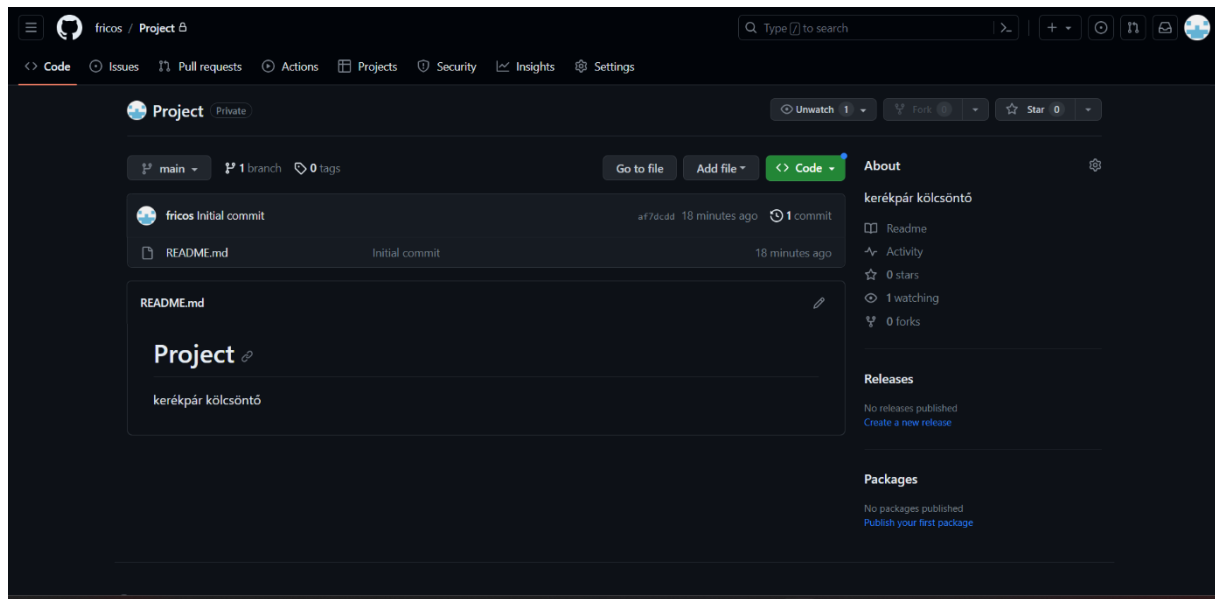 fricos / Project
Type / to search
Code Issues Pull requests Actions Projects Security Insights Settings
Project Private
Unwatch 1 Fork 0 Star 0
main 1 branch 0 tags Go to file Add file Code
fricos Initial commit af7dcdd 18 minutes ago 1 commit
README.md Initial commit 18 minutes ago
README.md
Project
kerékpár kölcsöntő
About
kerékpár kölcsöntő
Readme
Activity
0 stars
1 watching
0 forks
Releases
No releases published
Create a new release
Packages
No packages published
Publish your first package